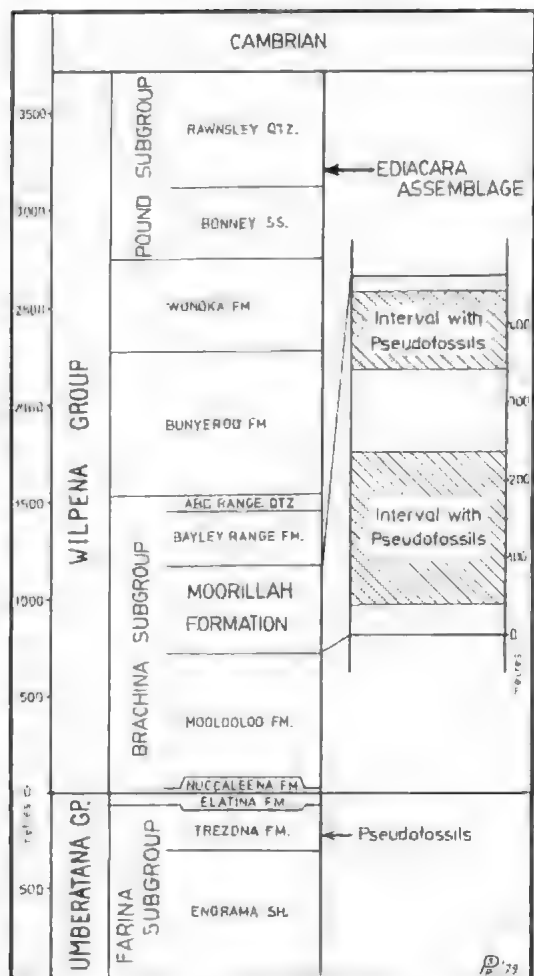 CAMBRIAN
3500
3000
2500
2000
1500
1000
500
0
metres
500
WILPENA GROUP
UMBERATANA GP.
POUND SUBGROUP
BRACHINA SUBGROUP
FARINA SUBGROUP
RAWNSLEY QTZ.
BONNEY SS.
WONOKA FM
BUNYEROO FM
ABC RANGE QTZ
BAYLEY RANGE FM.
MOORILLAH
FORMATION
MOOLOOLOO FM.
NUCCALEENA FM
ELATINA FM
TREZONA FM.
ENORAMA SH.
EDIACARA
ASSEMBLAGE
Interval with
Pseudofossils
Interval with
Pseudofossils
400
300
200
100
0
metres
Pseudofossils
'79